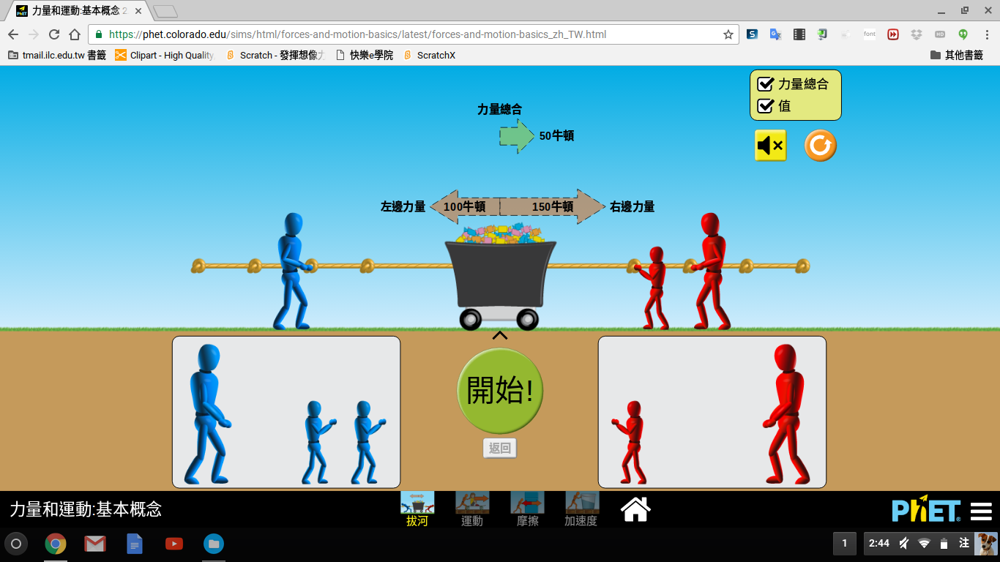 力量和運動:基本概念 2
https://phet.colorado.edu/sims/html/forces-and-motion-basics/latest/forces-and-motion-basics_zh_TW.html
S
font
HD
tmail.ilc.edu.tw 書籤
Clipart - High Quality
Scratch - 發揮想像力
快樂e學院
ScratchX
其他書籤
力量總合
值
力量總合
50牛頓
左邊力量
100牛頓
150牛頓
右邊力量
開始!
返回
力量和運動:基本概念
拔河
運動
摩擦
加速度
PhET
1
2:44
注